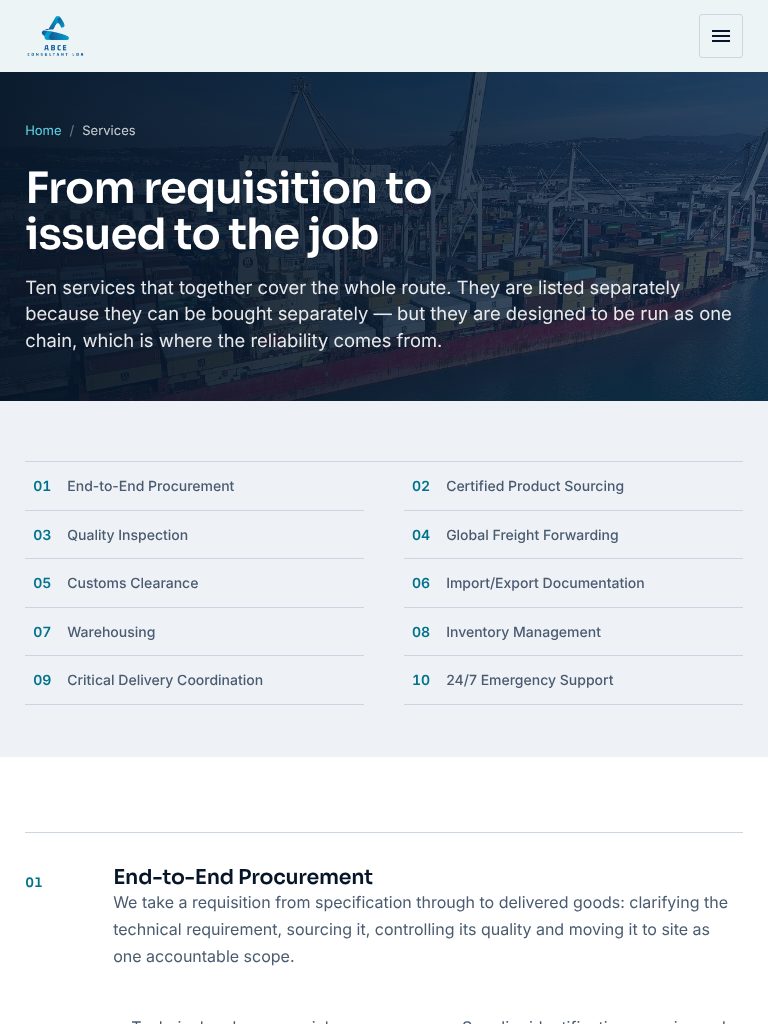 ABCE
Home / Services
From requisition to
issued to the job
Ten services that together cover the whole route. They are listed separately
because they can be bought separately — but they are designed to be run as one
chain, which is where the reliability comes from.
01 End-to-End Procurement
02 Certified Product Sourcing
03 Quality Inspection
04 Global Freight Forwarding
05 Customs Clearance
06 Import/Export Documentation
07 Warehousing
08 Inventory Management
09 Critical Delivery Coordination
10 24/7 Emergency Support
01
End-to-End Procurement
We take a requisition from specification through to delivered goods: clarifying the
technical requirement, sourcing it, controlling its quality and moving it to site as
one accountable scope.